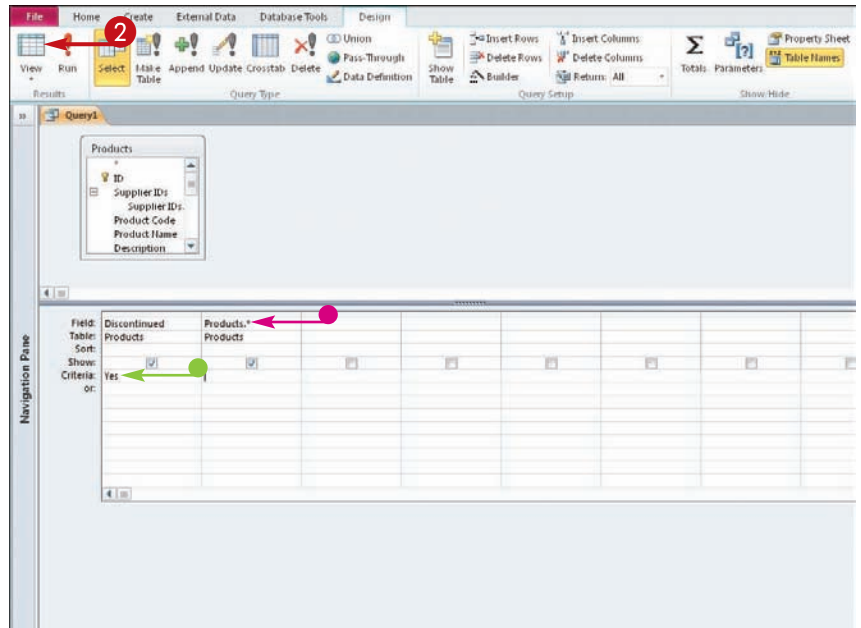 File Home Create External Data Database Tools Design
2
View
Run
Select
Make Table
Append
Update
Crosstab
Delete
Union
Pass-Through
Data Definition
Show Table
Insert Rows
Delete Rows
Builder
Insert Columns
Delete Columns
Return: All
Totals
Parameters
Property Sheet
Table Names
Results
Query Type
Query Setup
Show/Hide
»
Query1
Products
*
ID
Supplier IDs
Supplier IDs.
Product Code
Product Name
Description
Navigation Pane
Field: Discontinued Products.*
Table: Products Products
Sort:
Show:
Criteria: Yes
or: